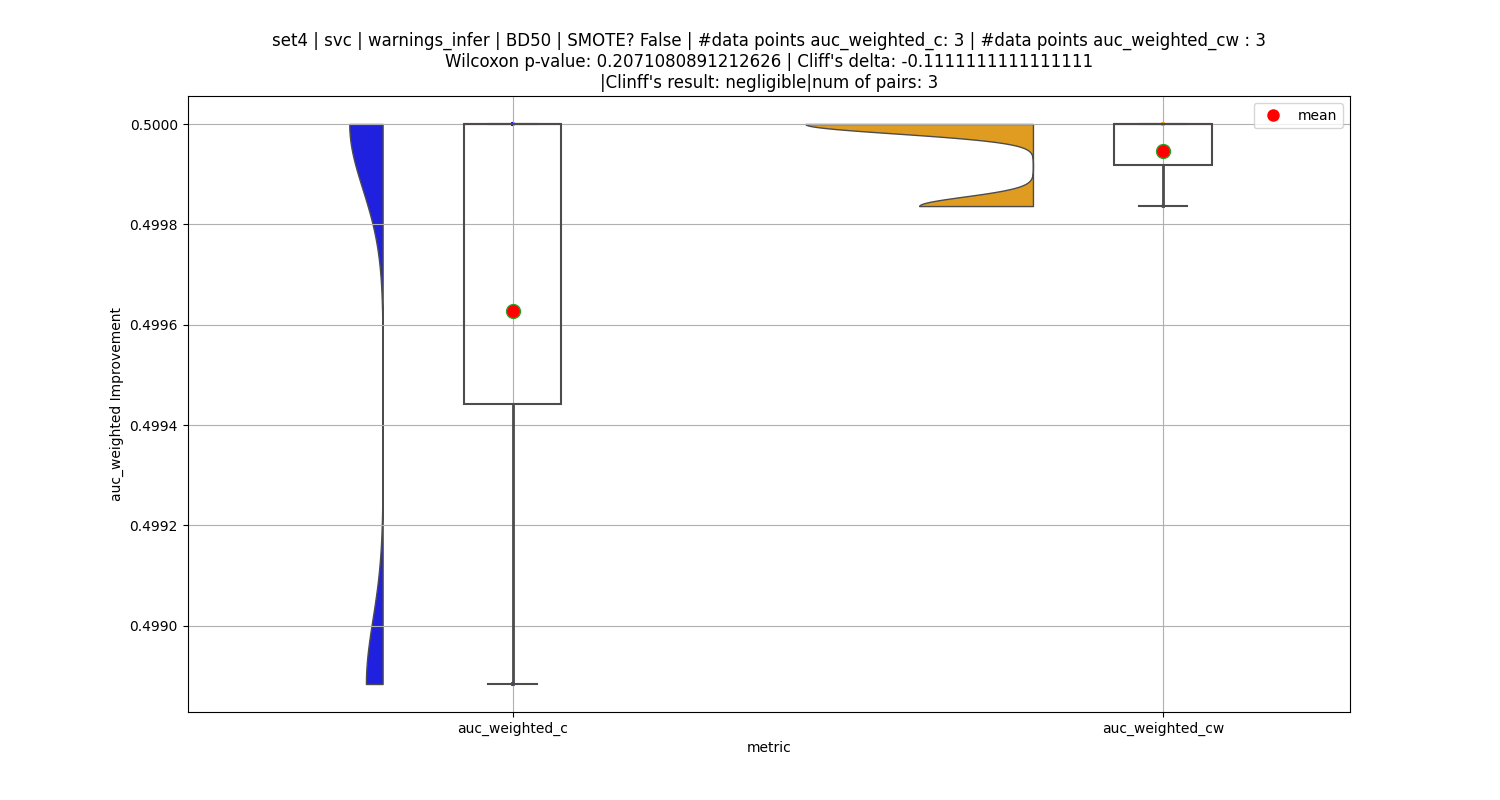 set4 | svc | warnings_infer | BD50 | SMOTE? False | #data points auc_weighted_c: 3 | #data points auc_weighted_cw : 3
Wilcoxon p-value: 0.2071080891212626 | Cliff's delta: -0.1111111111111111
|Clinff's result: negligible|num of pairs: 3
mean
0.5000
0.4998
0.4996
0.4994
0.4992
0.4990
auc_weighted Improvement
auc_weighted_c
auc_weighted_cw
metric